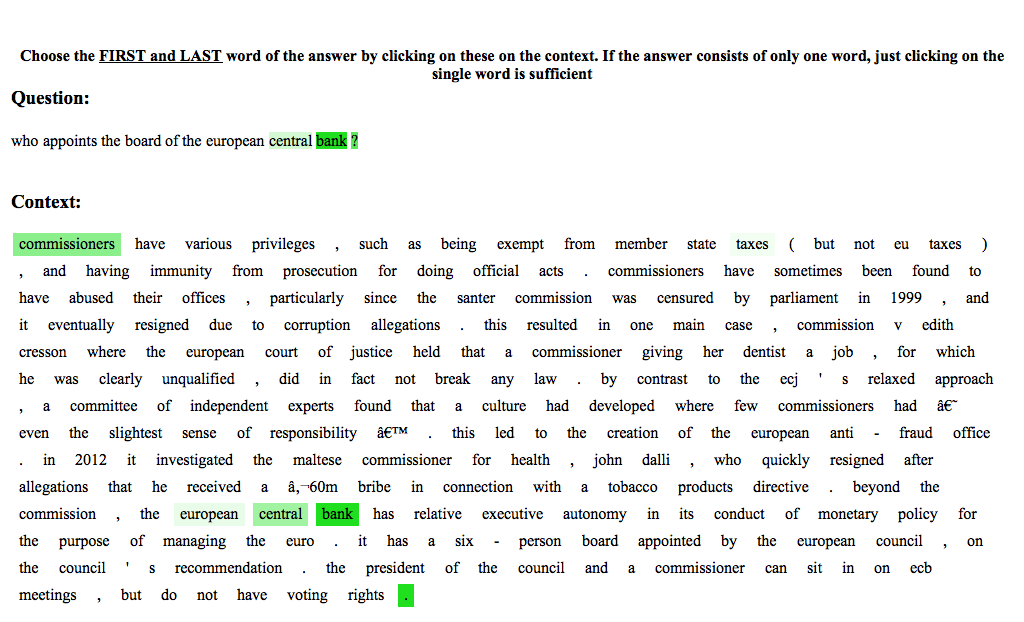 Choose the FIRST and LAST word of the answer by clicking on these on the context. If the answer consists of only one word, just clicking on the
single word is sufficient
Question:
who appoints the board of the european central bank ?
Context:
commissioners have various privileges , such as being exempt from member state taxes ( but not eu taxes )
, and having immunity from prosecution for doing official acts . commissioners have sometimes been found to
have abused their offices , particularly since the santer commission was censured by parliament in 1999 , and
it eventually resigned due to corruption allegations . this resulted in one main case , commission v edith
cresson where the european court of justice held that a commissioner giving her dentist a job , for which
he was clearly unqualified , did in fact not break any law . by contrast to the ecj ' s relaxed approach
, a committee of independent experts found that a culture had developed where few commissioners had â€˜
even the slightest sense of responsibility â€™ . this led to the creation of the european anti - fraud office
. in 2012 it investigated the maltese commissioner for health , john dalli , who quickly resigned after
allegations that he received a â‚¬60m bribe in connection with a tobacco products directive . beyond the
commission , the european central bank has relative executive autonomy in its conduct of monetary policy for
the purpose of managing the euro . it has a six - person board appointed by the european council , on
the council ' s recommendation . the president of the council and a commissioner can sit in on ecb
meetings , but do not have voting rights .